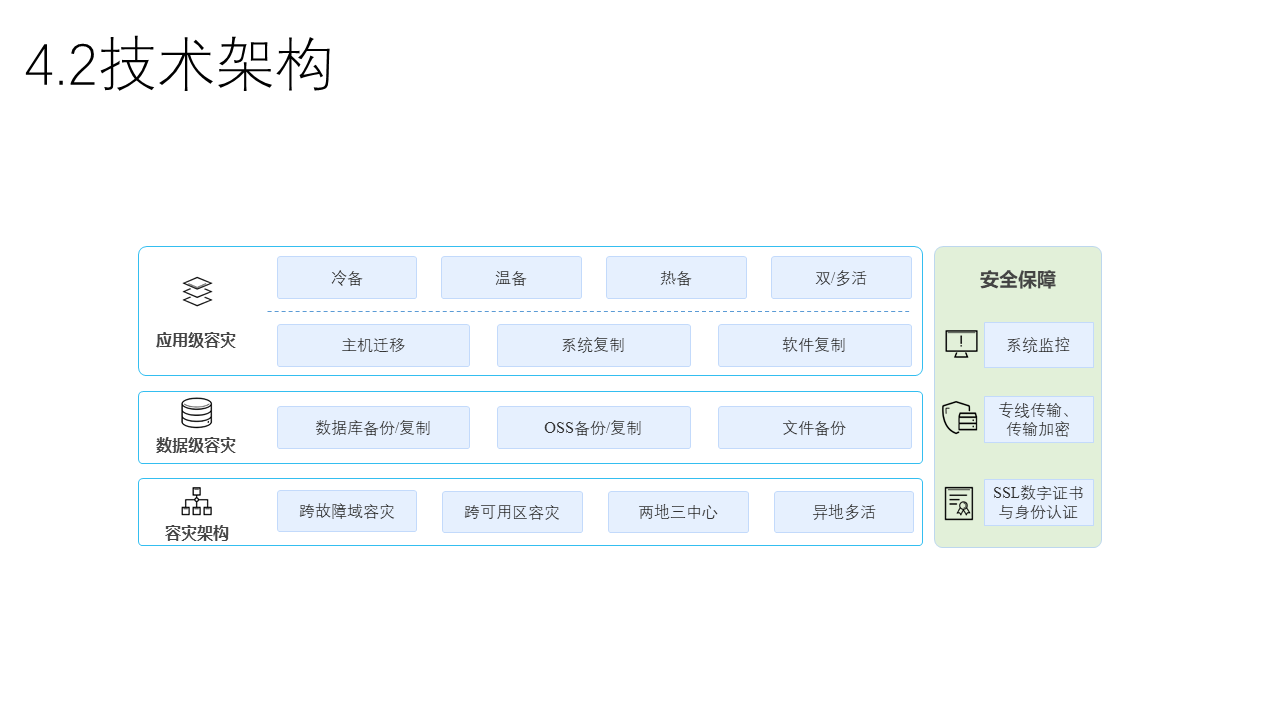 4.2技术架构
冷备
温备
热备
双/多活
应用级容灾
主机迁移
系统复制
软件复制
数据级容灾
数据库备份/复制
OSS备份/复制
文件备份
容灾架构
跨故障域容灾
跨可用区容灾
两地三中心
异地多活
安全保障
系统监控
专线传输、
传输加密
SSL数字证书
与身份认证